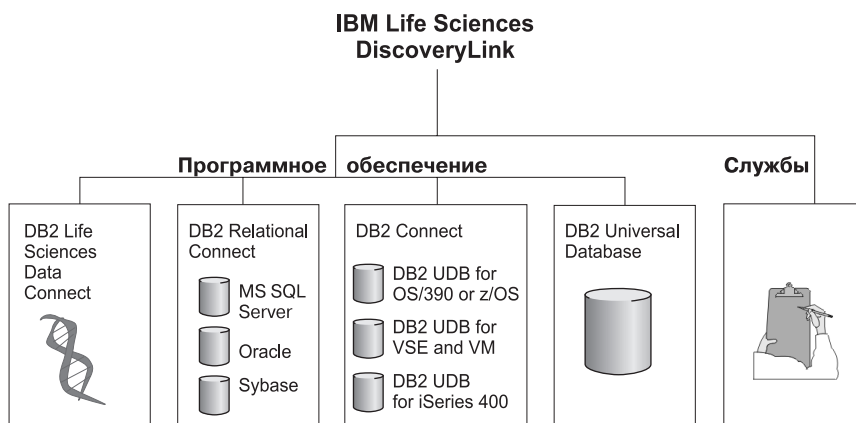 IBM Life Sciences
DiscoveryLink
Программное обеспечение
Службы
DB2 Life
Sciences
Data
Connect
DB2 Relational
Connect
MS SQL
Server
Oracle
Sybase
DB2 Connect
DB2 UDB for
OS/390 or z/OS
DB2 UDB for
VSE and VM
DB2 UDB
for iSeries 400
DB2 Universal
Database